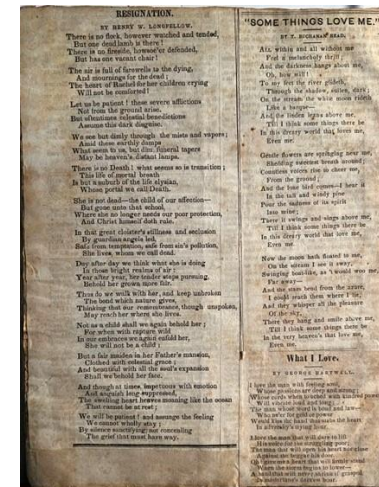 RESIGNATION.
BY HENRY W. LONGFELLOW.
There is no flock, however watched and tended,
But one dead lamb is there!
There is no fireside, howsoe'er defended,
But has one vacant chair!
The air is full of farewells to the dying,
And mournings for the dead;
The heart of Rachel for her children crying
Will not be comforted!
Let us be patient! these severe afflictions
Not from the ground arise,
But oftentimes celestial benedictions
Assume this dark disguise.
We see but dimly through the mists and vapors;
Amid these earthly damps
What seem to us but dim, funereal tapers
May be heaven's distant lamps.
There is no Death! what seems so is transition;
This life of mortal breath
Is but a suburb of the life elysian,
Whose portal we call Death.
She is not dead—the child of our affection—
But gone unto that school,
Where she no longer needs our poor protection,
And Christ himself doth rule.
In that great cloister's stillness and seclusion
By guardian angels led,
Safe from temptation, safe from sin's pollution,
She lives, whom we call dead.
Day after day we think what she is doing
In those bright realms of air;
Year after year, her tender steps pursuing,
Behold her grown more fair.
Thus do we walk with her, and keep unbroken
The bond which nature gives,
Thinking that our remembrance, though unspoken,
May reach her where she lives.
Not as a child shall we again behold her;
For when with rapture wild
In our embraces we again enfold her,
She will not be a child;
But a fair maiden in her Father's mansion,
Clothed with celestial grace;
And beautiful with all the soul's expansion
Shall we behold her face.
And though at times, impetuous with emotion
And anguish long suppressed,
The swelling heart heaves moaning like the ocean
That cannot be at rest;
We will be patient! and assuage the feeling
We cannot wholly stay;
By silence sanctifying, not concealing
The grief that must have way.
"SOME THINGS LOVE ME."
BY T. BUCHANAN READ.
All within and all without me
Feel a melancholy thrill;
And the darkness hangs about me,
Oh, how still!
To my feet the river glideth,
Through the shadow, sullen, dark;
On the stream the white moon rideth
Like a barque—
And the linden leans above me,
Till I think some things there be
In this dreary world that loves me,
Even me.
Gentle flowers are springing near me,
Shedding sweetest breath around;
Countless voices rise to cheer me,
From the ground;
And the lone bird comes—I hear it
In the tall and windy pine
Pour the sadness of its spirit
Into mine;
There it swings and sings above me,
Till I think some things there be
In this dreary world that love me,
Even me.
Now the moon hath floated to me,
On the stream I see it sway,
Swinging boat-like, as 't would woo me,
Far away—
And the stars bend from the azure,
I could reach them where I lie,
And they whisper all the pleasure
Of the sky,
There they hang and smile above me,
Till I think some things there be
In the very heaven's that love me,
Even me.
What I Love.
BY GEORGE HARTWELL.
I love the man with feeling soul,